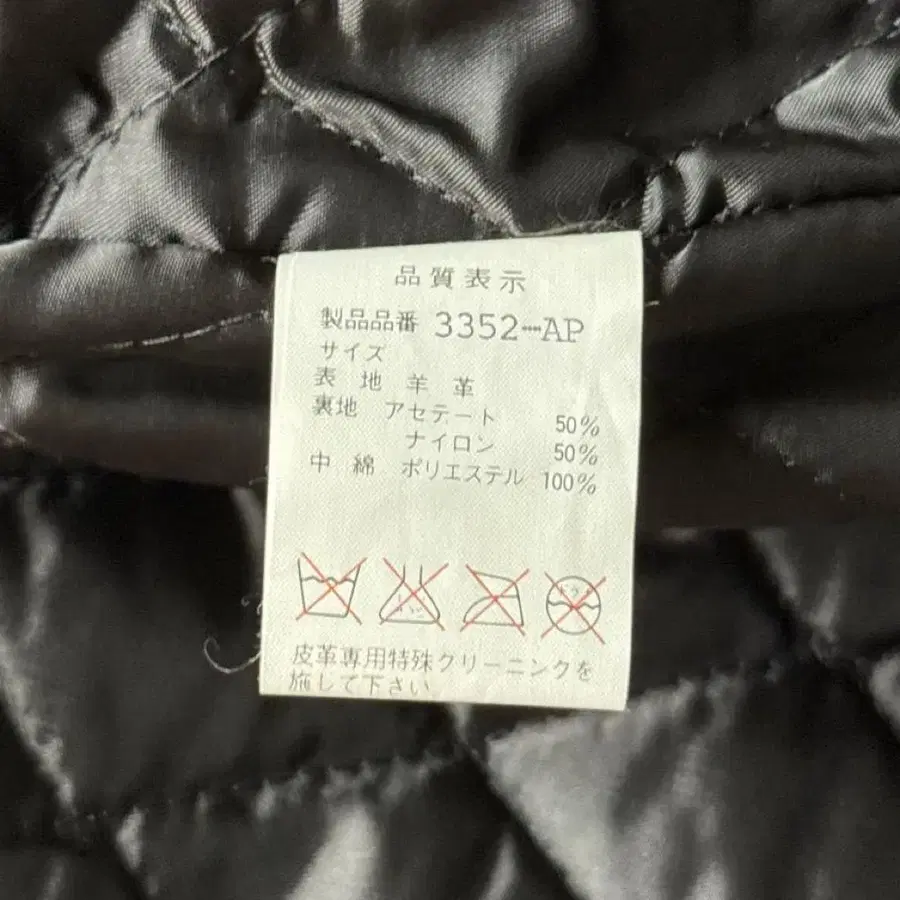 品質表示
製品品番 3352-AP
サイズ
表地 羊革
裏地 アセテート 50%
ナイロン 50%
中綿 ポリエステル 100%
皮革専用特殊クリーニングを
施して下さい